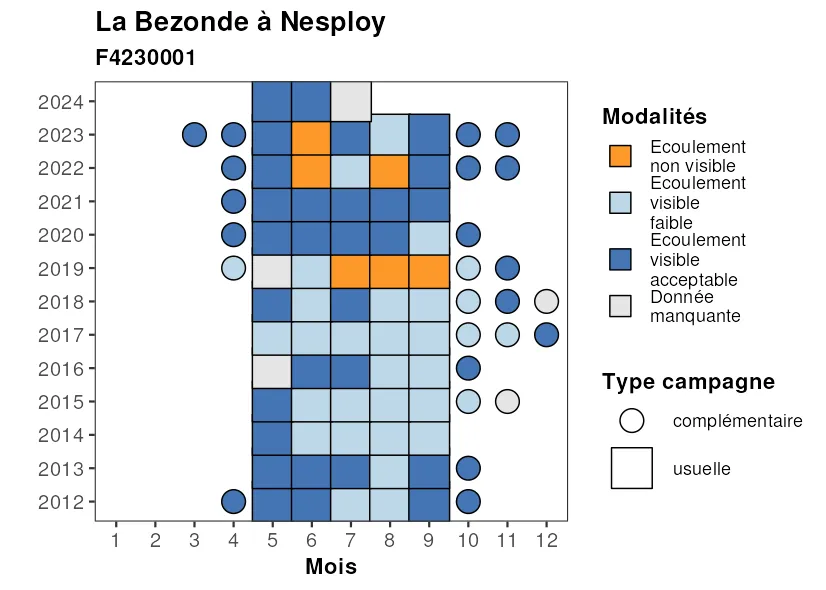 La Bezonde à Nesploy
F4230001
2024
2023
2022
2021
2020
2019
2018
2017
2016
2015
2014
2013
2012
1 2 3 4 5 6 7 8 9 10 11 12
Mois
Modalités
Ecoulement
non visible
Ecoulement
visible
faible
Ecoulement
visible
acceptable
Donnée
manquante
Type campagne
complémentaire
usuelle